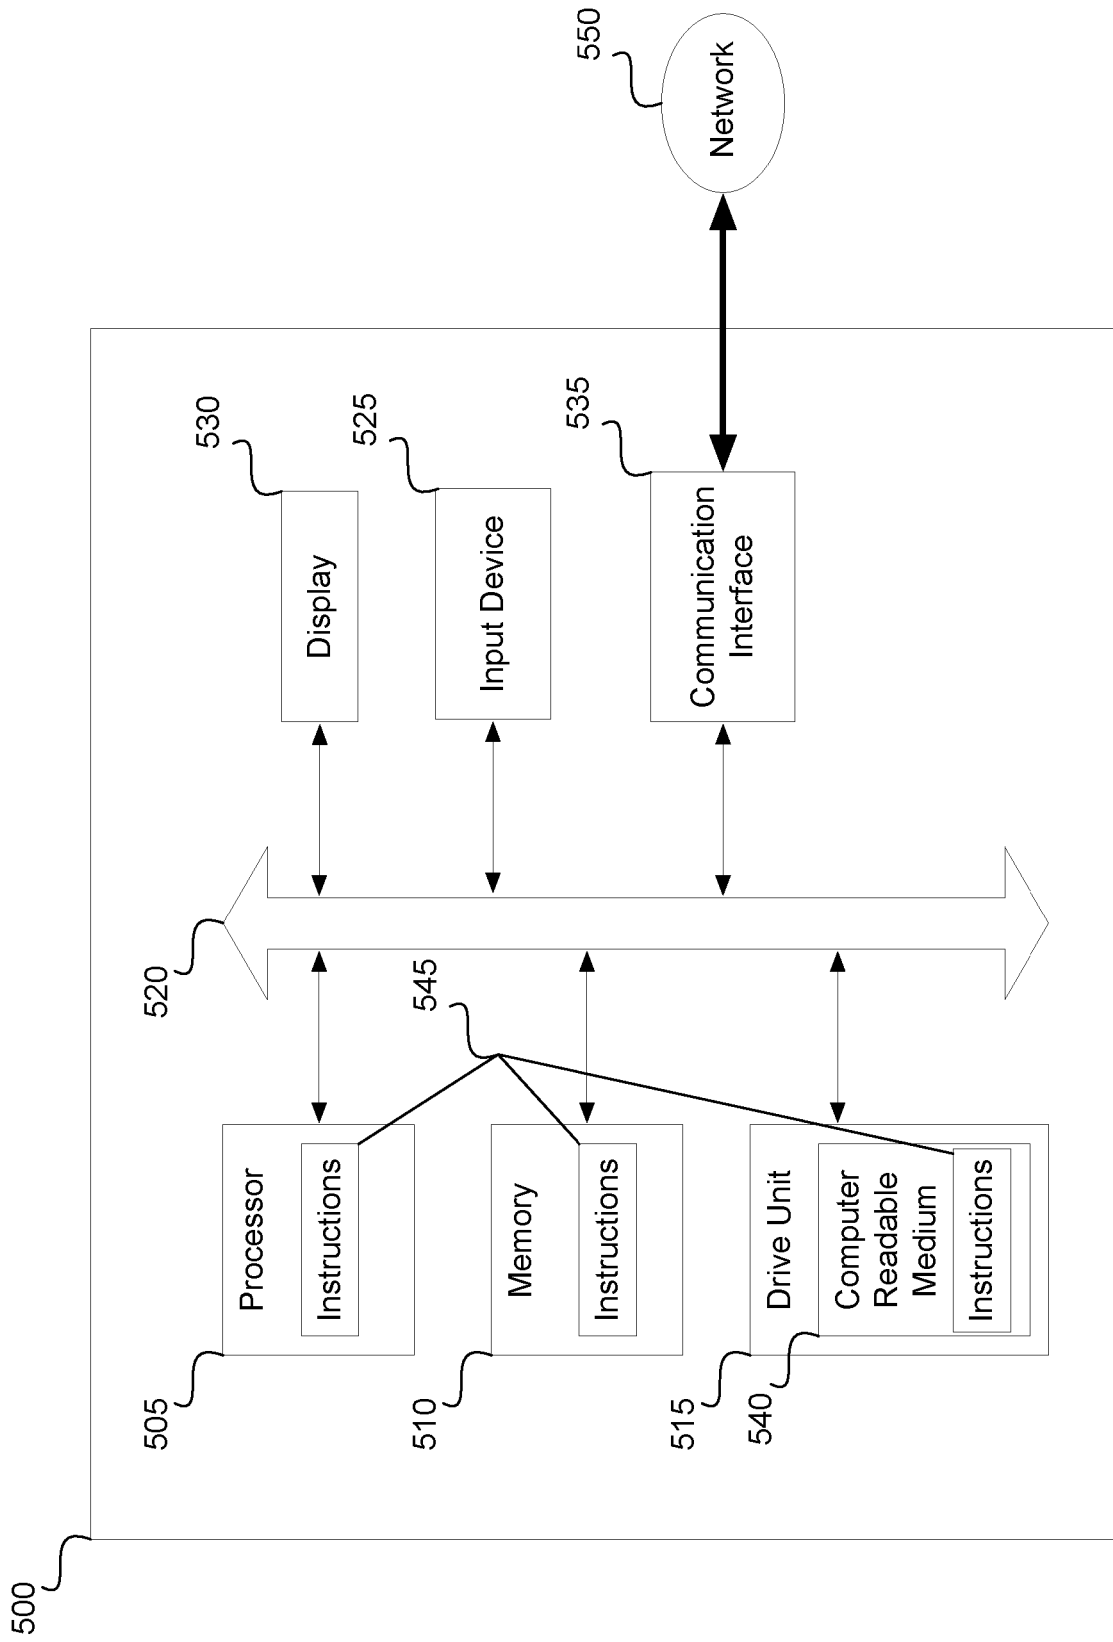 500
505
Processor
Instructions
510
Memory
Instructions
515
Drive Unit
540
Computer
Readable
Medium
Instructions
545
520
530
Display
525
Input Device
535
Communication
Interface
550
Network